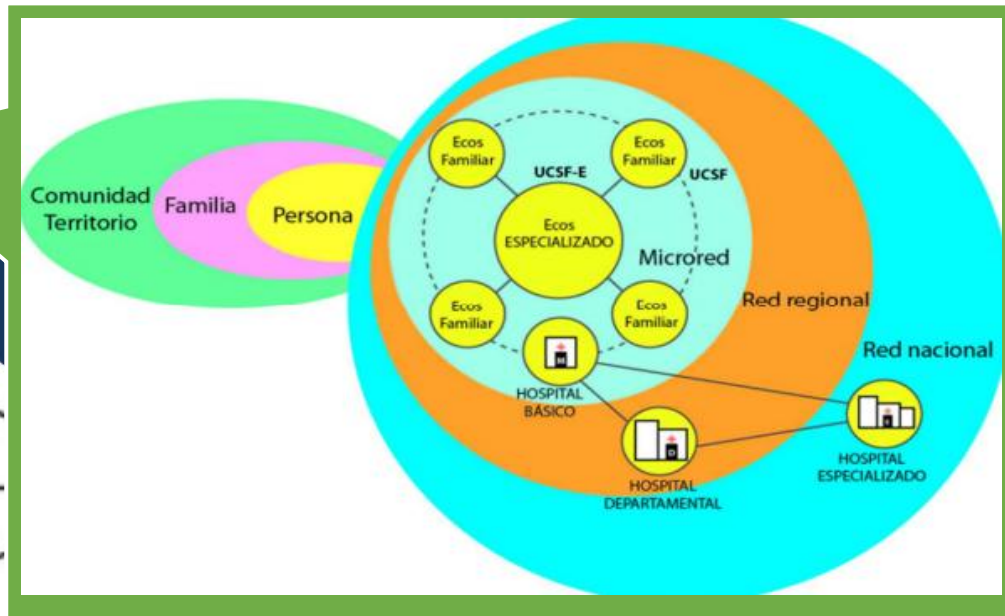 Comunidad
Territorio
Familia
Persona
Ecos
Familiar
Ecos
Familiar
UCSF-E
UCSF
Ecos
ESPECIALIZADO
Microred
Ecos
Familiar
Ecos
Familiar
Red regional
Red nacional
H
HOSPITAL
BÁSICO
D
HOSPITAL
DEPARTAMENTAL
E
HOSPITAL
ESPECIALIZADO